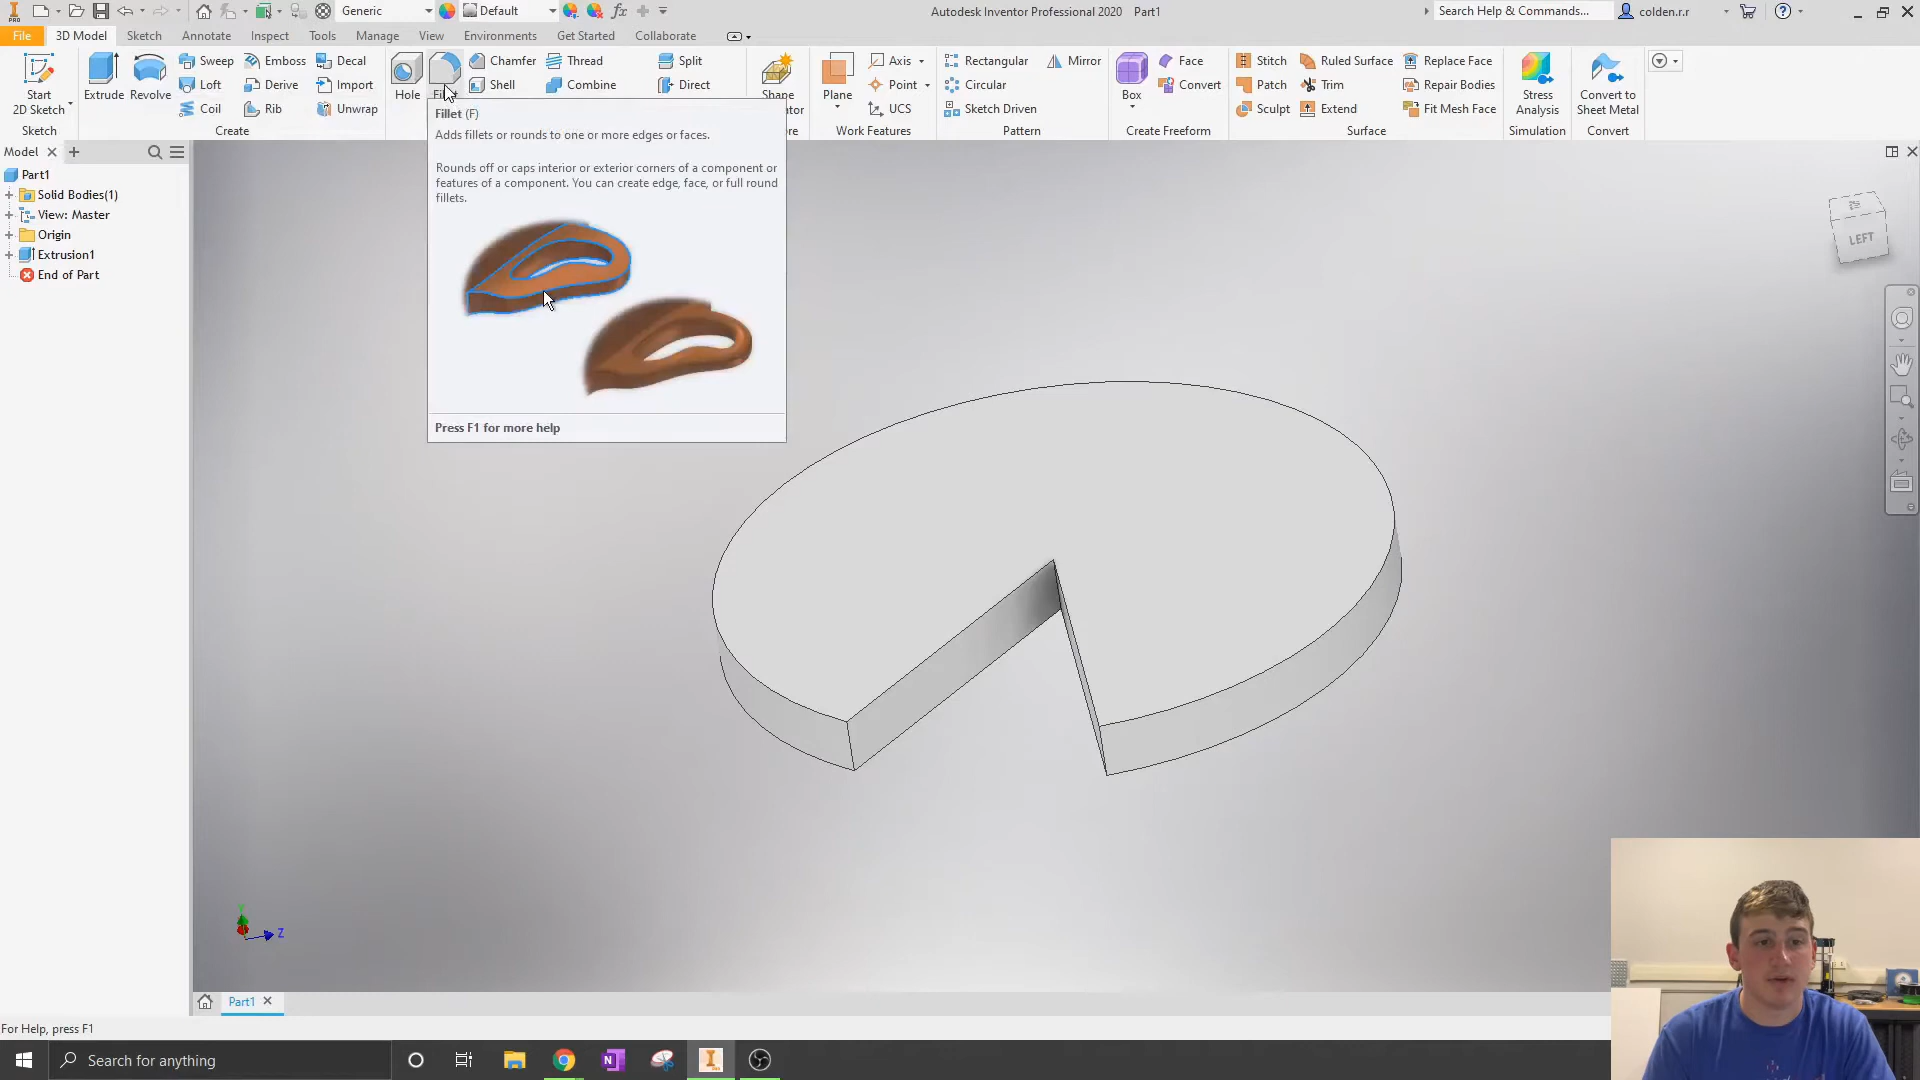 Generic
Default
fx
Autodesk Inventor Professional 2020 Part1
Search Help & Commands...
colden.r.r
File
3D Model
Sketch
Annotate
Inspect
Tools
Manage
View
Environments
Get Started
Collaborate
Start
2D Sketch
Sketch
Extrude
Revolve
Sweep
Loft
Coil
Emboss
Derive
Rib
Decal
Import
Unwrap
Create
Hole
Chamfer
Shell
Thread
Combine
Split
Direct
Shape
Plane
Axis
Point
UCS
Work Features
Rectangular
Circular
Sketch Driven
Mirror
Pattern
Box
Face
Convert
Create Freeform
Stitch
Patch
Sculpt
Ruled Surface
Trim
Extend
Replace Face
Repair Bodies
Fit Mesh Face
Surface
Stress
Analysis
Simulation
Convert to
Sheet Metal
Convert
Model
Part1
Solid Bodies(1)
View: Master
Origin
Extrusion1
End of Part
Fillet (F)
Adds fillets or rounds to one or more edges or faces.
Rounds off or caps interior or exterior corners of a component or
features of a component. You can create edge, face, or full round
fillets.
Press F1 for more help
LEFT
Z
Part1
For Help, press F1
Search for anything